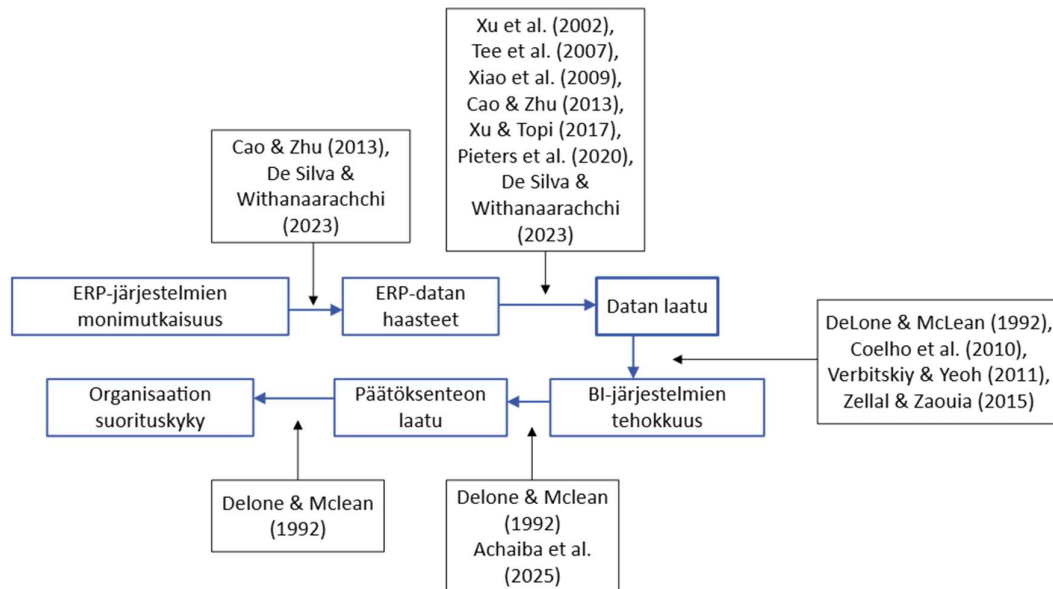 Xu et al. (2002),
Tee et al. (2007),
Xiao et al. (2009),
Cao & Zhu (2013),
Xu & Topi (2017),
Pieters et al. (2020),
De Silva &
Withanaarachchi
(2023)
Cao & Zhu (2013),
De Silva &
Withanaarachchi
(2023)
ERP-järjestelmien
monimutkaisuus
ERP-datan
haasteet
Datan laatu
DeLone & McLean (1992),
Coelho et al. (2010),
Verbitskiy & Yeoh (2011),
Zellal & Zaouia (2015)
Organisaation
suorituskyky
Päätöksenteon
laatu
BI-järjestelmien
tehokkuus
Delone & Mclean
(1992)
Delone & Mclean
(1992)
Achaiba et al.
(2025)